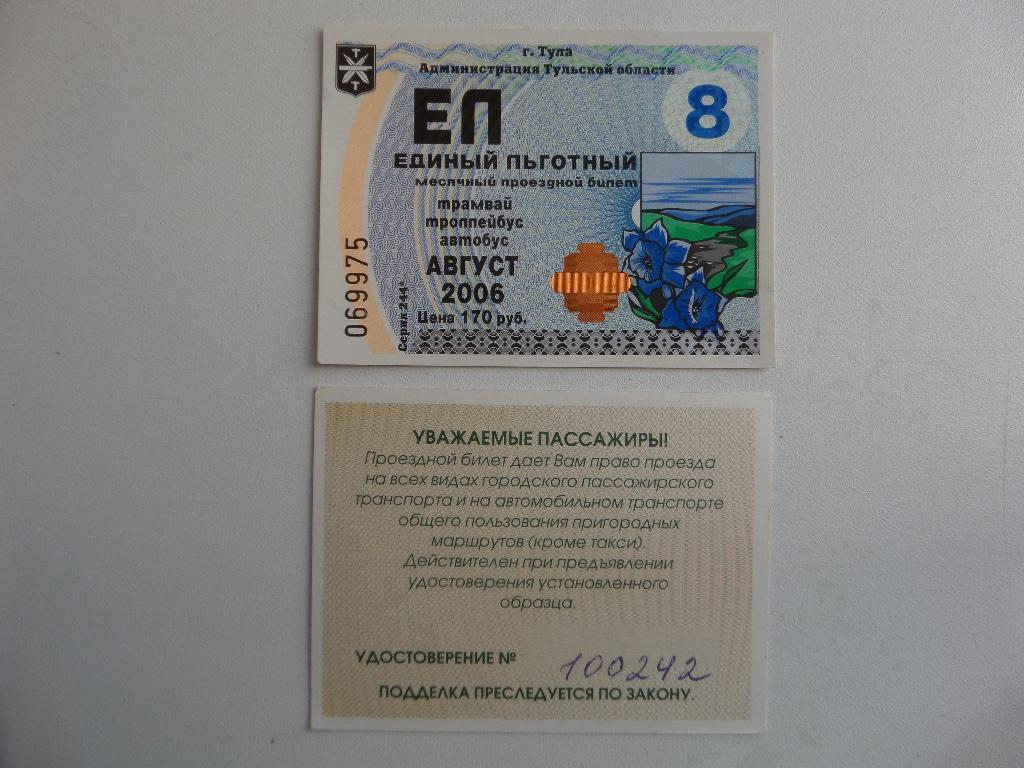 г. Тула
Администрация Тульской области
ЕЛ
8
ЕДИНЫЙ ЛЬГОТНЫЙ
месячный проездной билет
трамвай
троллейбус
автобус
АВГУСТ
2006
Цена 170 руб.
069975
Серия 244*
УВАЖАЕМЫЕ ПАССАЖИРЫ!
Проездной билет дает Вам право проезда
на всех видах городского пассажирского
транспорта и на автомобильном транспорте
общего пользования пригородных
маршрутов (кроме такси).
Действителен при предъявлении
удостоверения установленного
образца.
УДОСТОВЕРЕНИЕ № 100242
ПОДДЕЛКА ПРЕСЛЕДУЕТСЯ ПО ЗАКОНУ.